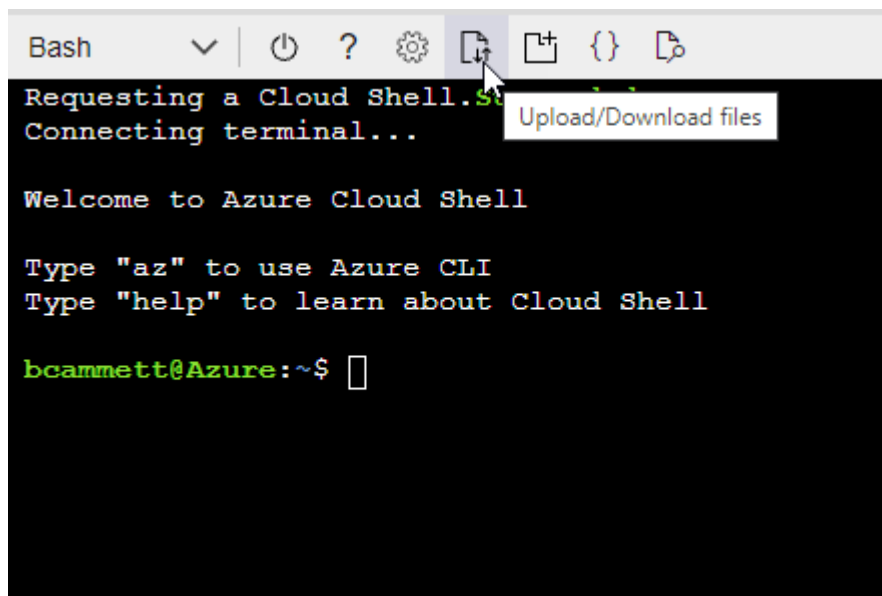 Bash
Requesting a Cloud Shell.
Upload/Download files
Connecting terminal...
Welcome to Azure Cloud Shell
Type "az" to use Azure CLI
Type "help" to learn about Cloud Shell
bcammett@Azure:~$